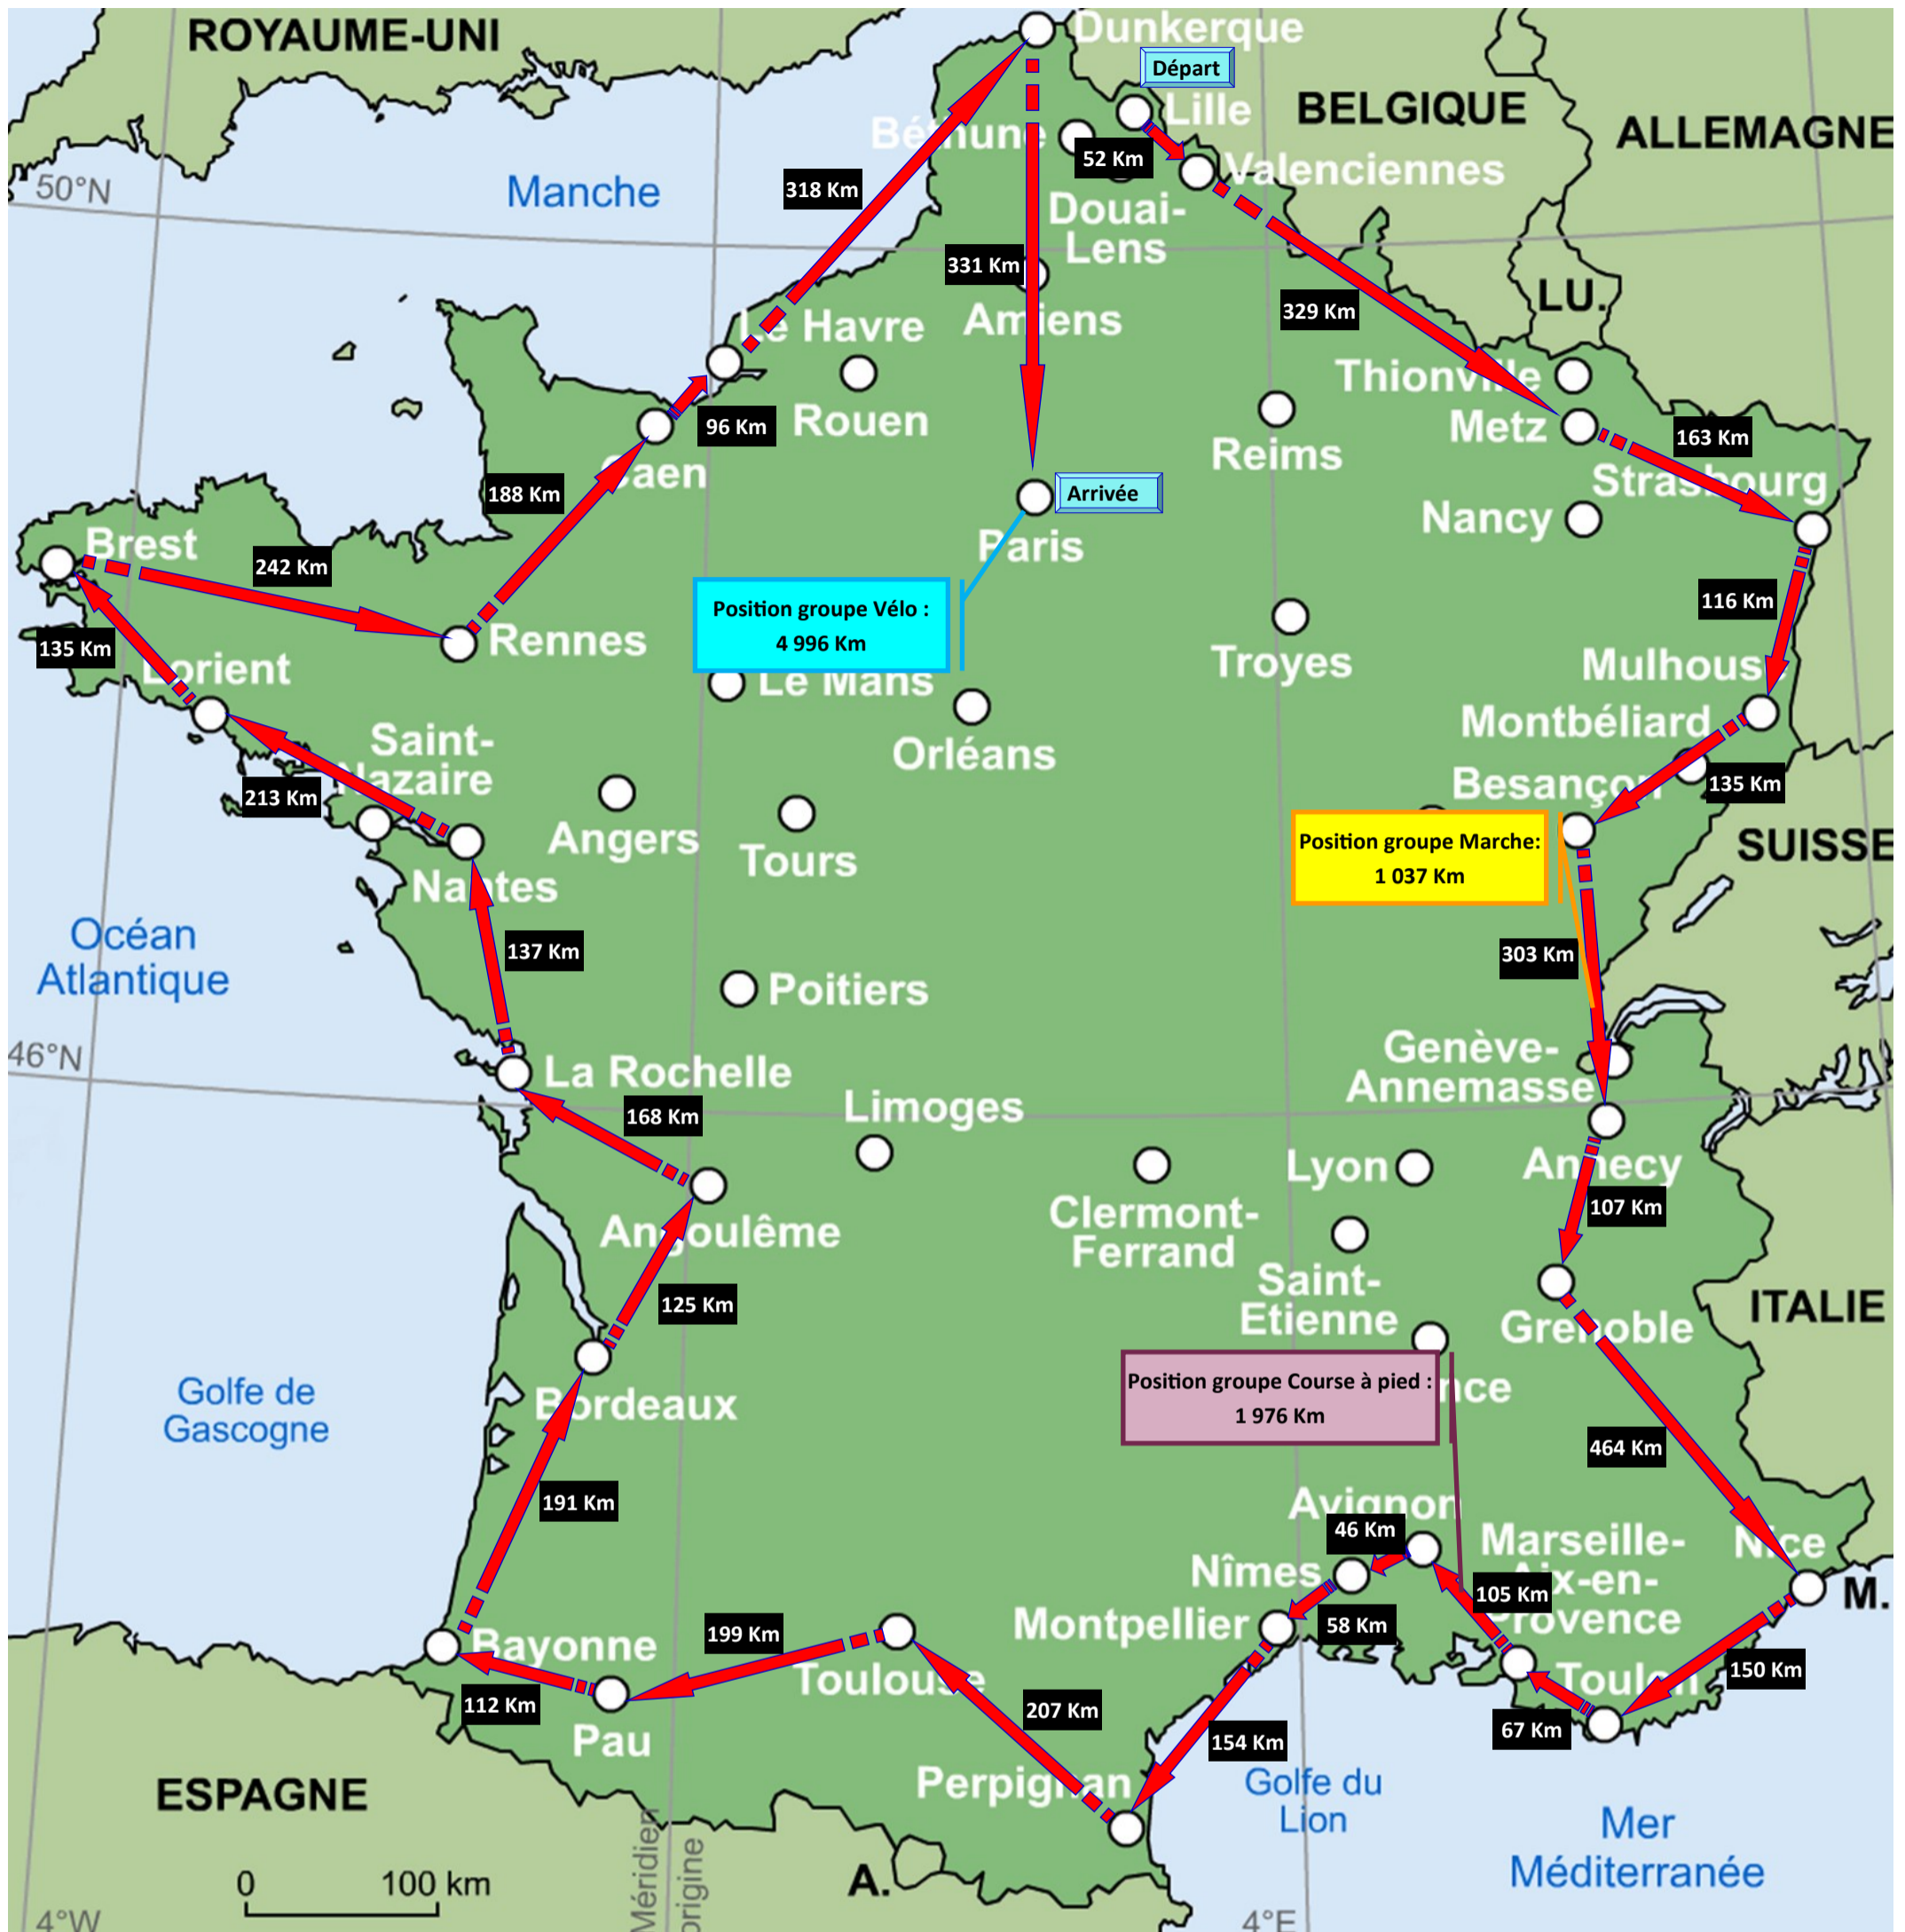 ROYAUME-UNI
Dunkerque
Départ
Lille
BELGIQUE
ALLEMAGNE
Béthune
52 Km
Valenciennes
50°N
Manche
318 Km
Douai-
Lens
331 Km
Amiens
329 Km
LU.
Le Havre
Rouen
96 Km
Thionville
Metz
163 Km
Reims
Strasbourg
Caen
188 Km
Arrivée
Paris
Nancy
Brest
242 Km
116 Km
Position groupe Vélo :
4 996 Km
Rennes
135 Km
Lorient
Le Mans
Troyes
Mulhouse
Orléans
Montbéliard
Saint-
Nazaire
213 Km
Besançon
135 Km
Angers
Tours
Position groupe Marche:
1 037 Km
SUISSE
Nantes
Océan
Atlantique
137 Km
303 Km
Poitiers
46°N
La Rochelle
Genève-
Annemasse
168 Km
Limoges
Lyon
Annecy
107 Km
Angoulême
Clermont-
Ferrand
125 Km
Saint-
Etienne
Grenoble
ITALIE
Golfe de
Gascogne
Bordeaux
Position groupe Course à pied :
1 976 Km
nce
464 Km
191 Km
Avignon
46 Km
Marseille-
Aix-en-
Provence
Nice
M.
Nîmes
105 Km
Montpellier
58 Km
199 Km
Bayonne
Toulouse
Toulon
150 Km
112 Km
Pau
207 Km
67 Km
154 Km
Perpignan
ESPAGNE
Golfe du
Lion
Mer
Méditerranée
A.
0 100 km
Méridien
origine
4°W
4°E